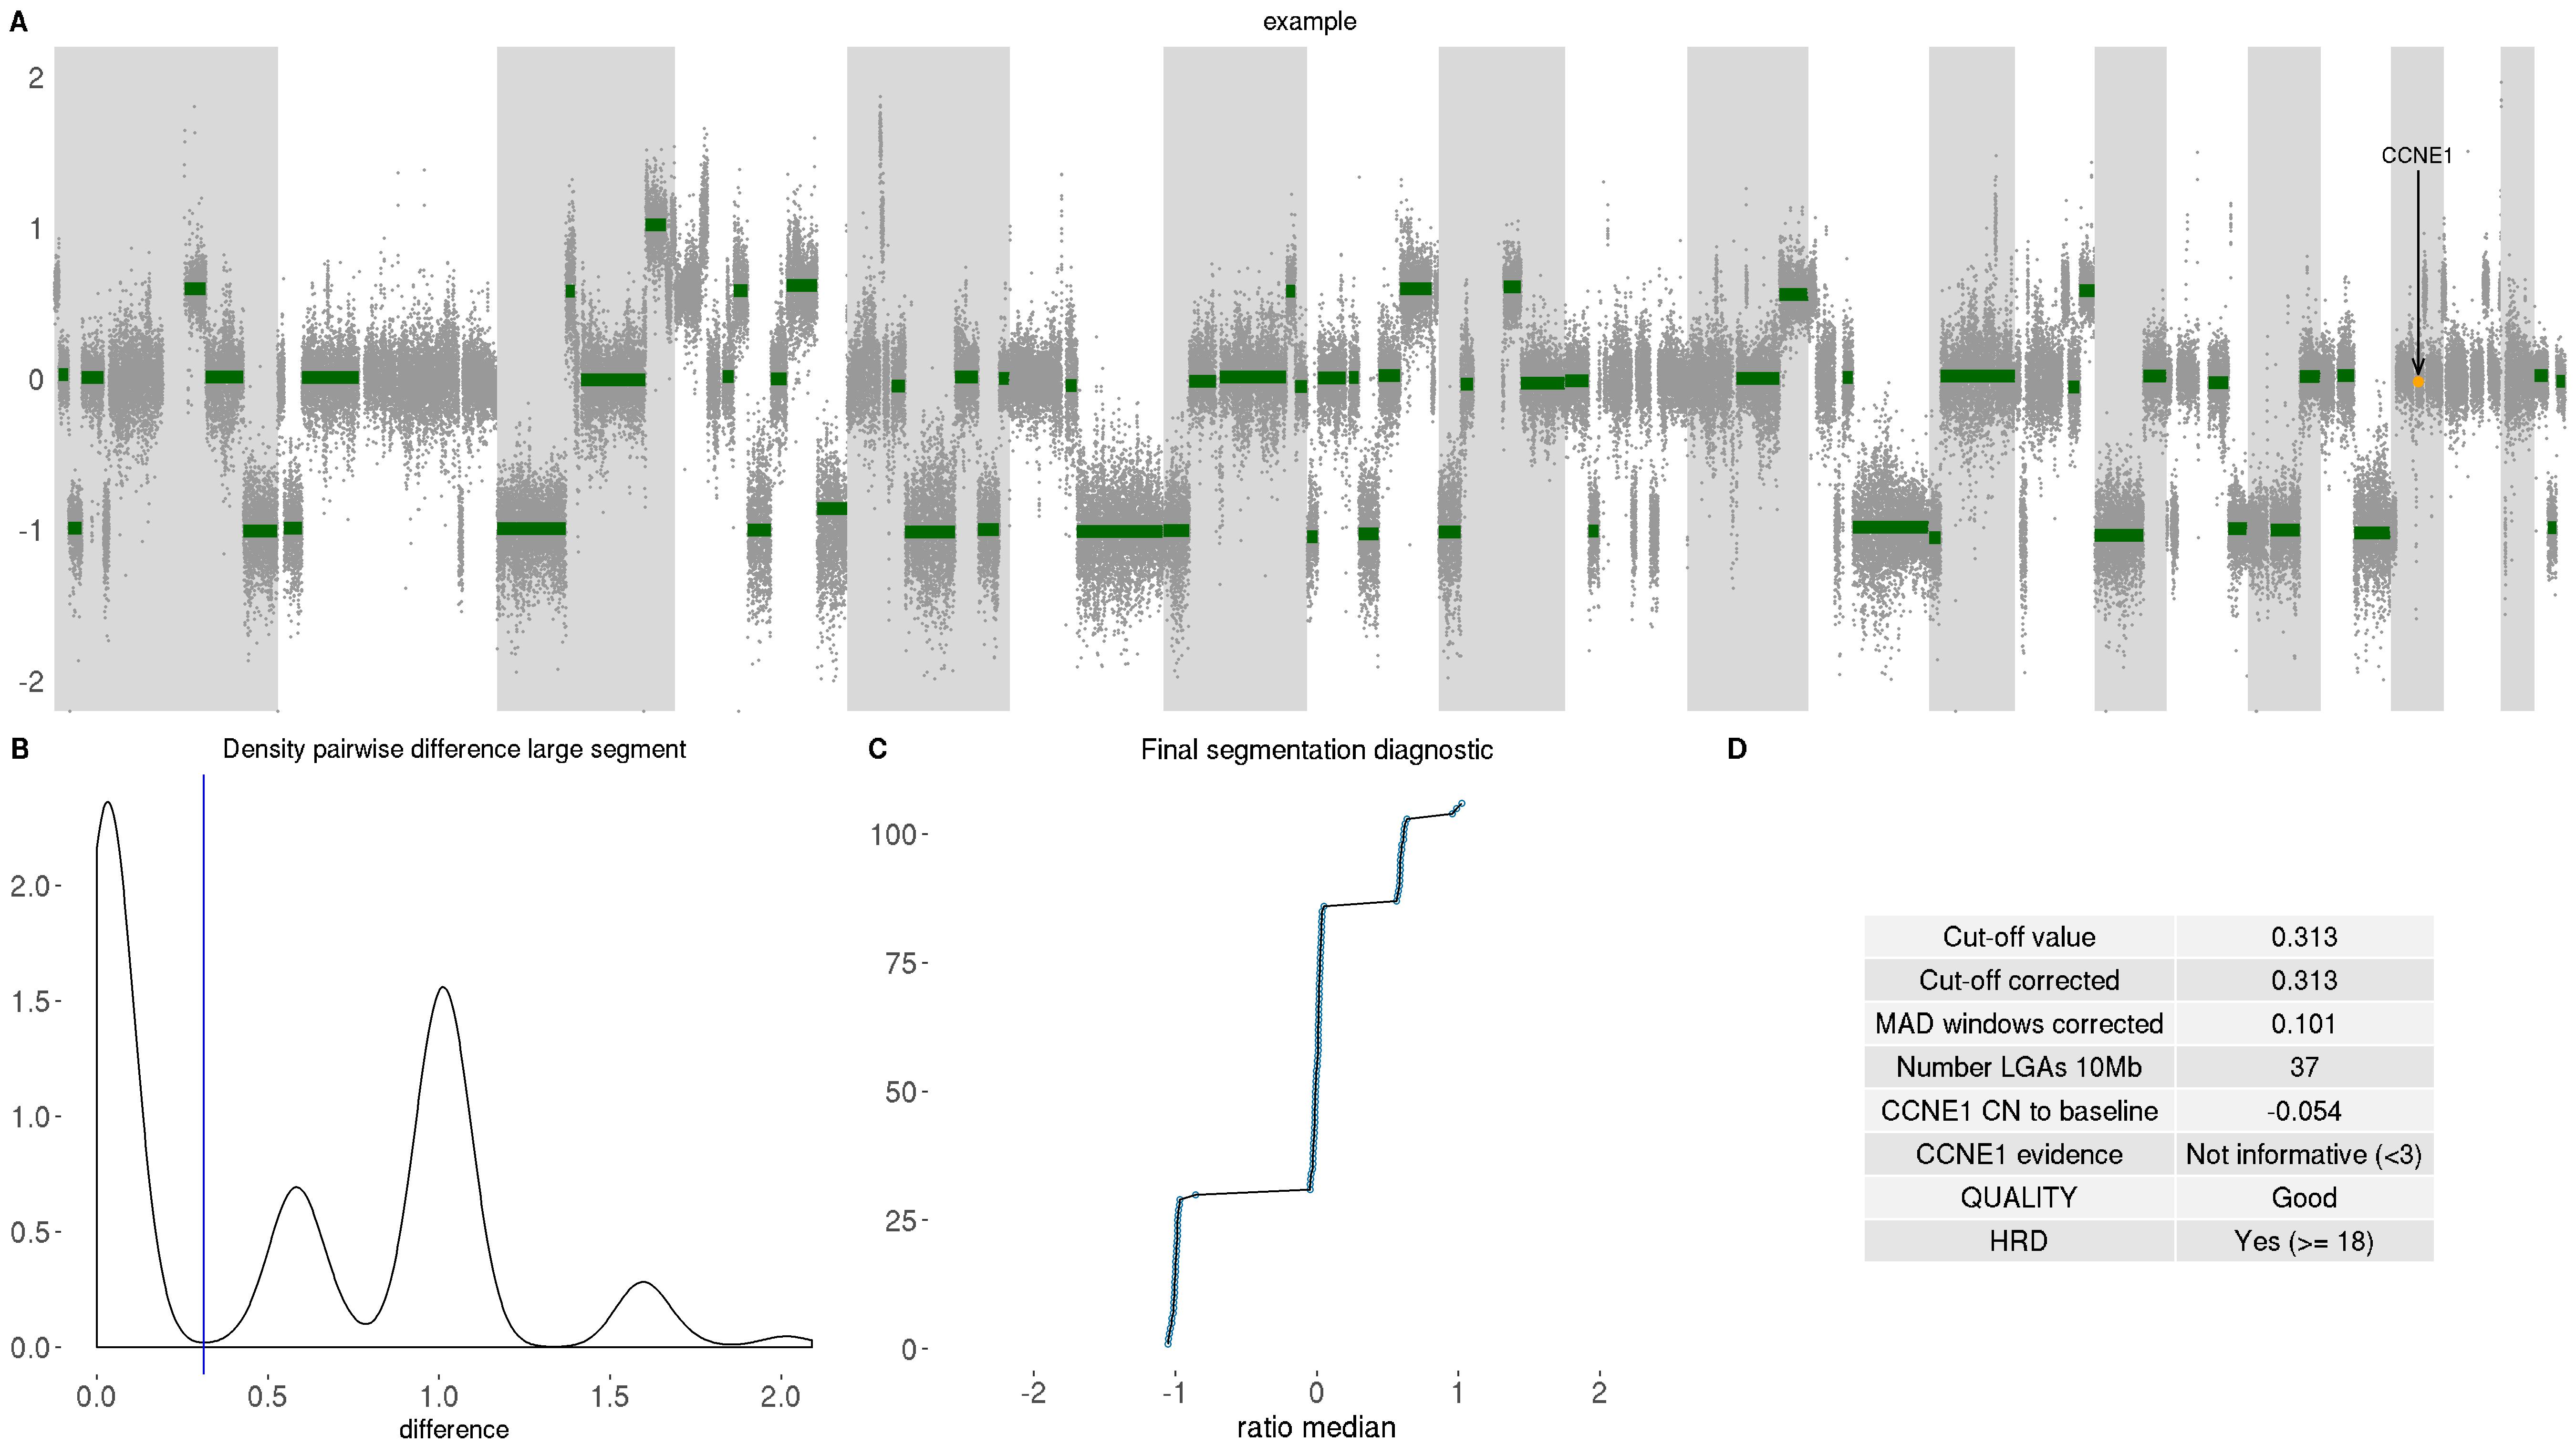 A
example
2
1
0
-1
-2
CCNE1
B
Density pairwise difference large segment
2.0
1.5
1.0
0.5
0.0
0.0 0.5 1.0 1.5 2.0
difference
C
Final segmentation diagnostic
100
75
50
25
0
-2 -1 0 1 2
ratio median
D
Cut-off value 0.313
Cut-off corrected 0.313
MAD windows corrected 0.101
Number LGAs 10Mb 37
CCNE1 CN to baseline -0.054
CCNE1 evidence Not informative (<3)
QUALITY Good
HRD Yes (>= 18)